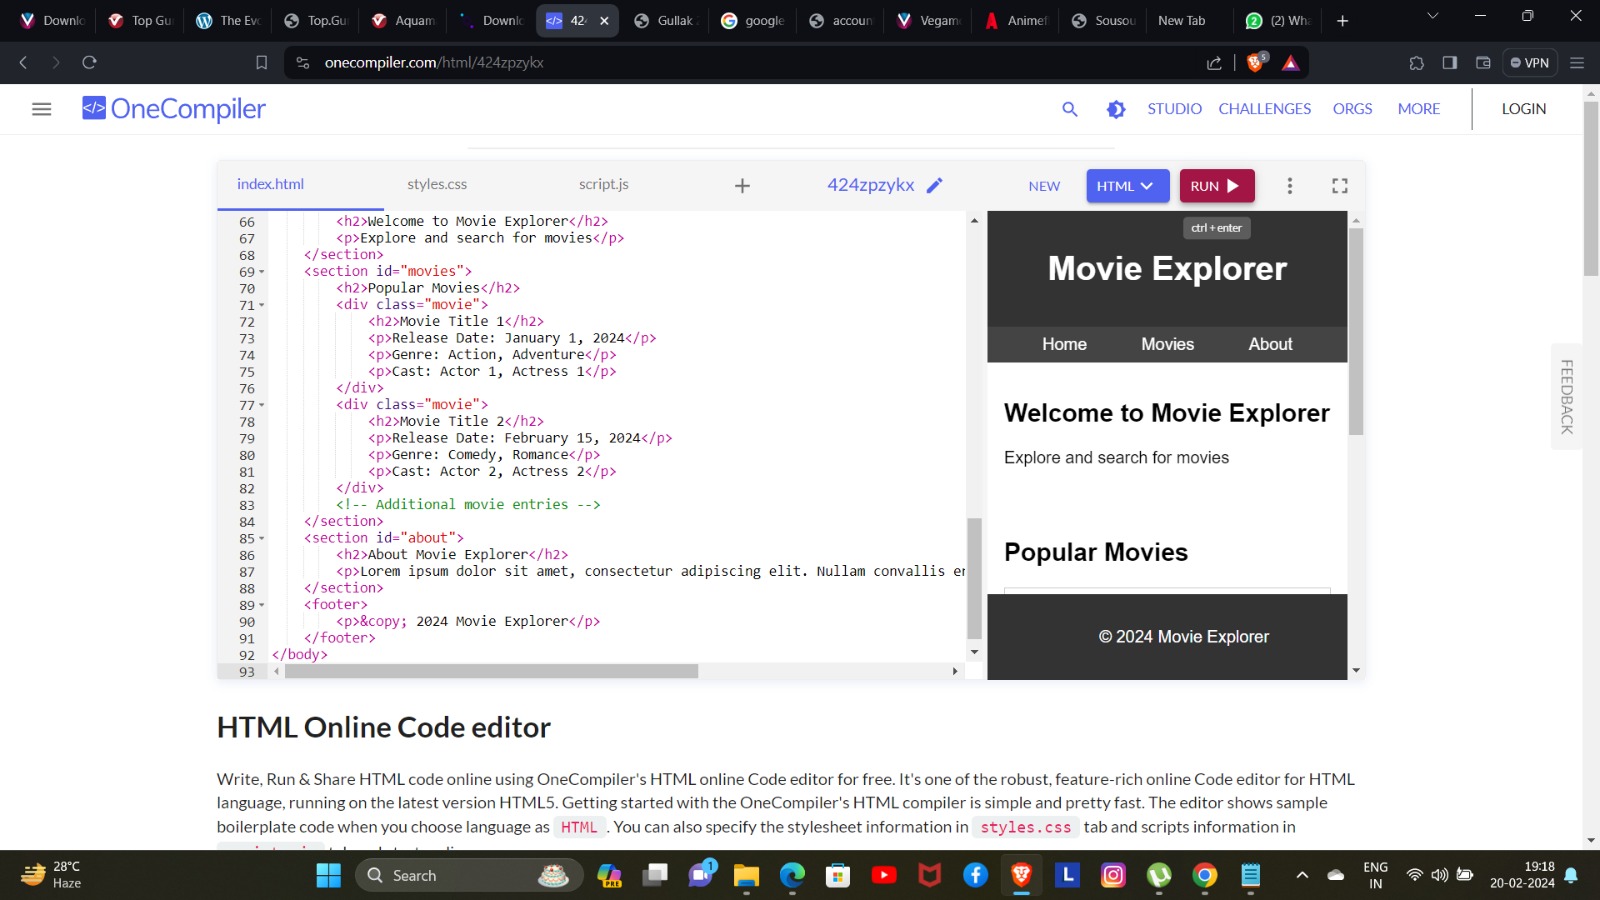 Downlo
Top Gu
The Evo
Top.Gu
Aquam
Downlo
42
Gullak
google
accoun
Vegam
Animef
Sousou
New Tab
(2) Wha
onecompiler.com/html/424zpzykx
VPN
OneCompiler
STUDIO
CHALLENGES
ORGS
MORE
LOGIN
index.html
styles.css
script.js
424zpzykx
NEW
HTML
RUN
ctrl+enter
66 <h2>Welcome to Movie Explorer</h2>
67 <p>Explore and search for movies</p>
68 </section>
69 <section id="movies">
70 <h2>Popular Movies</h2>
71 <div class="movie">
72 <h2>Movie Title 1</h2>
73 <p>Release Date: January 1, 2024</p>
74 <p>Genre: Action, Adventure</p>
75 <p>Cast: Actor 1, Actress 1</p>
76 </div>
77 <div class="movie">
78 <h2>Movie Title 2</h2>
79 <p>Release Date: February 15, 2024</p>
80 <p>Genre: Comedy, Romance</p>
81 <p>Cast: Actor 2, Actress 2</p>
82 </div>
83 <!-- Additional movie entries -->
84 </section>
85 <section id="about">
86 <h2>About Movie Explorer</h2>
87 <p>Lorem ipsum dolor sit amet, consectetur adipiscing elit. Nullam convallis er
88 </section>
89 <footer>
90 <p>&copy; 2024 Movie Explorer</p>
91 </footer>
92 </body>
93
Movie Explorer
Home
Movies
About
Welcome to Movie Explorer
Explore and search for movies
Popular Movies
© 2024 Movie Explorer
FEEDBACK
HTML Online Code editor
Write, Run & Share HTML code online using OneCompiler's HTML online Code editor for free. It's one of the robust, feature-rich online Code editor for HTML
language, running on the latest version HTML5. Getting started with the OneCompiler's HTML compiler is simple and pretty fast. The editor shows sample
boilerplate code when you choose language as HTML . You can also specify the stylesheet information in styles.css tab and scripts information in
28°C
Haze
Search
PRE
1
ENG
IN
19:18
20-02-2024